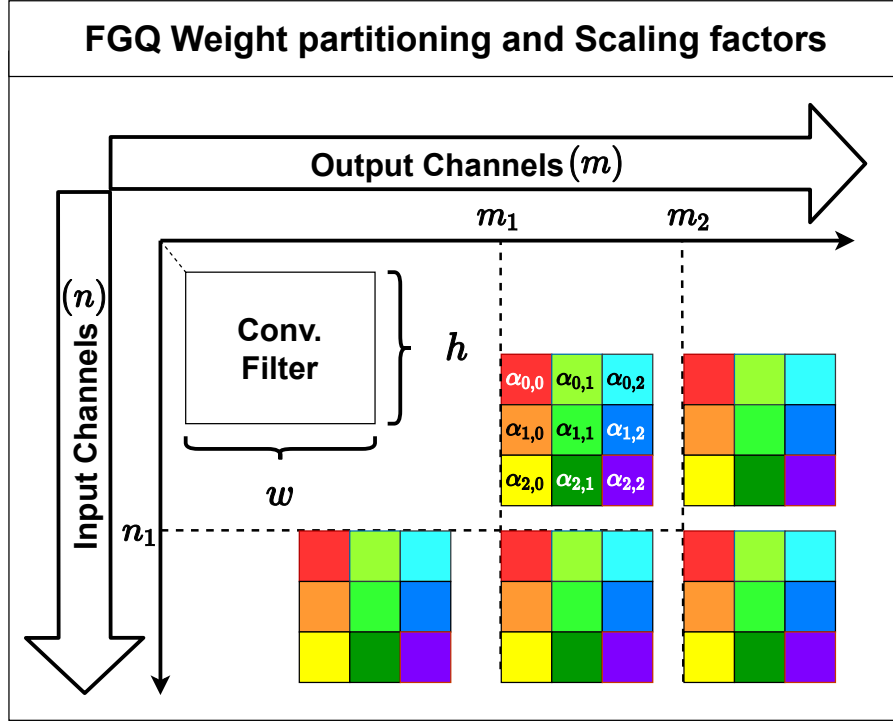 FGQ Weight partitioning and Scaling factors
Output Channels (m)
m₁ m₂
Input Channels (n)
Conv.
Filter
h
w
n₁
α₀,₀ α₀,₁ α₀,₂
α₁,₀ α₁,₁ α₁,₂
α₂,₀ α₂,₁ α₂,₂